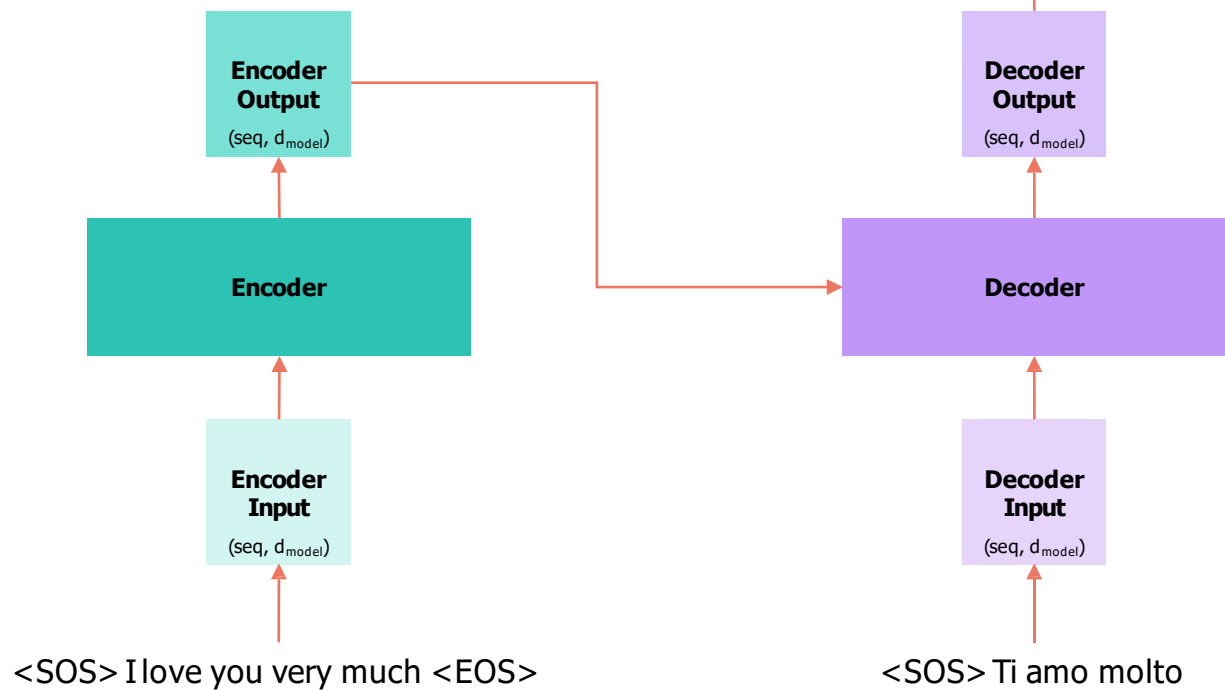 Encoder
Output
(seq, dmodel)
Decoder
Output
(seq, dmodel)
Encoder
Decoder
Encoder
Input
(seq, dmodel)
Decoder
Input
(seq, dmodel)
<SOS> I love you very much <EOS>
<SOS> Ti amo molto